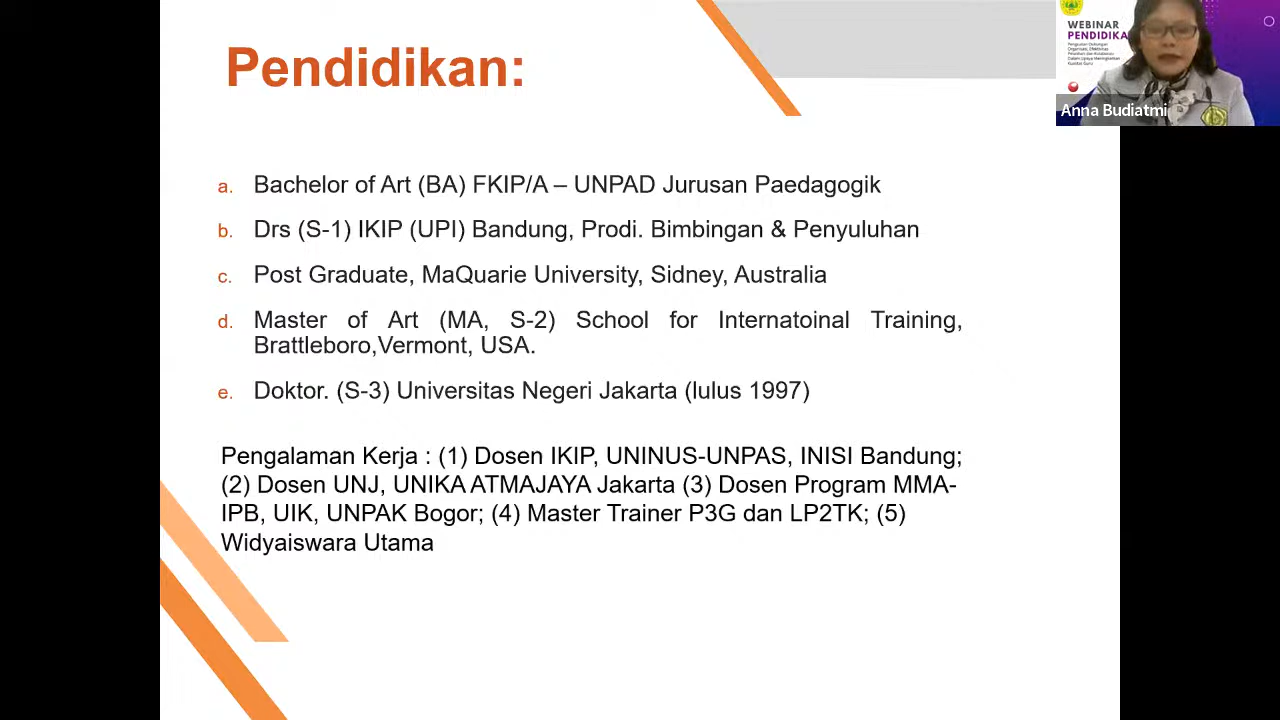 Pendidikan:
a. Bachelor of Art (BA) FKIP/A – UNPAD Jurusan Paedagogik
b. Drs (S-1) IKIP (UPI) Bandung, Prodi. Bimbingan & Penyuluhan
c. Post Graduate, MaQuarie University, Sidney, Australia
d. Master of Art (MA, S-2) School for Internatoinal Training,
Brattleboro,Vermont, USA.
e. Doktor. (S-3) Universitas Negeri Jakarta (lulus 1997)
Pengalaman Kerja : (1) Dosen IKIP, UNINUS-UNPAS, INISI Bandung;
(2) Dosen UNJ, UNIKA ATMAJAYA Jakarta (3) Dosen Program MMA-
IPB, UIK, UNPAK Bogor; (4) Master Trainer P3G dan LP2TK; (5)
Widyaiswara Utama
WEBINAR
PENDIDIKA
Anna Budiatmi